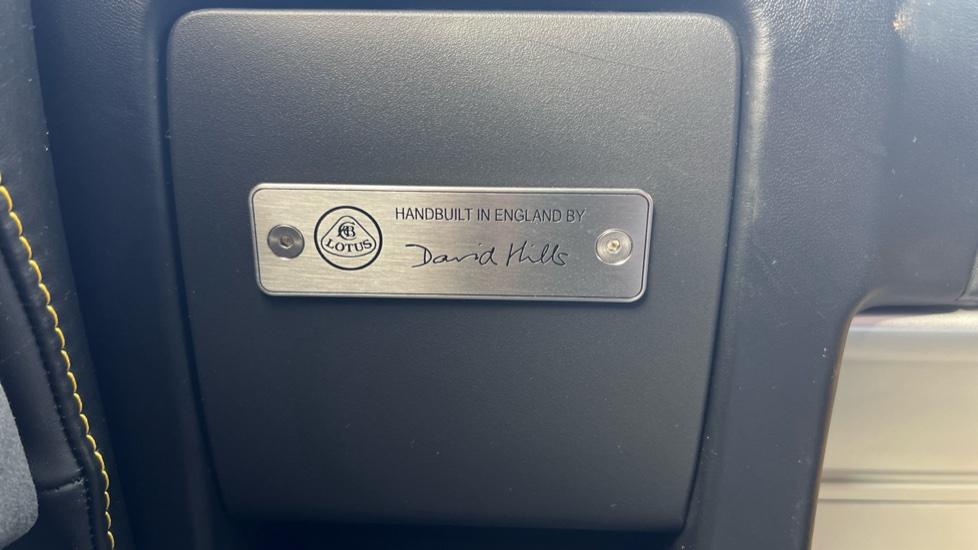 HANDBUILT IN ENGLAND BY
David Hills
LOTUS